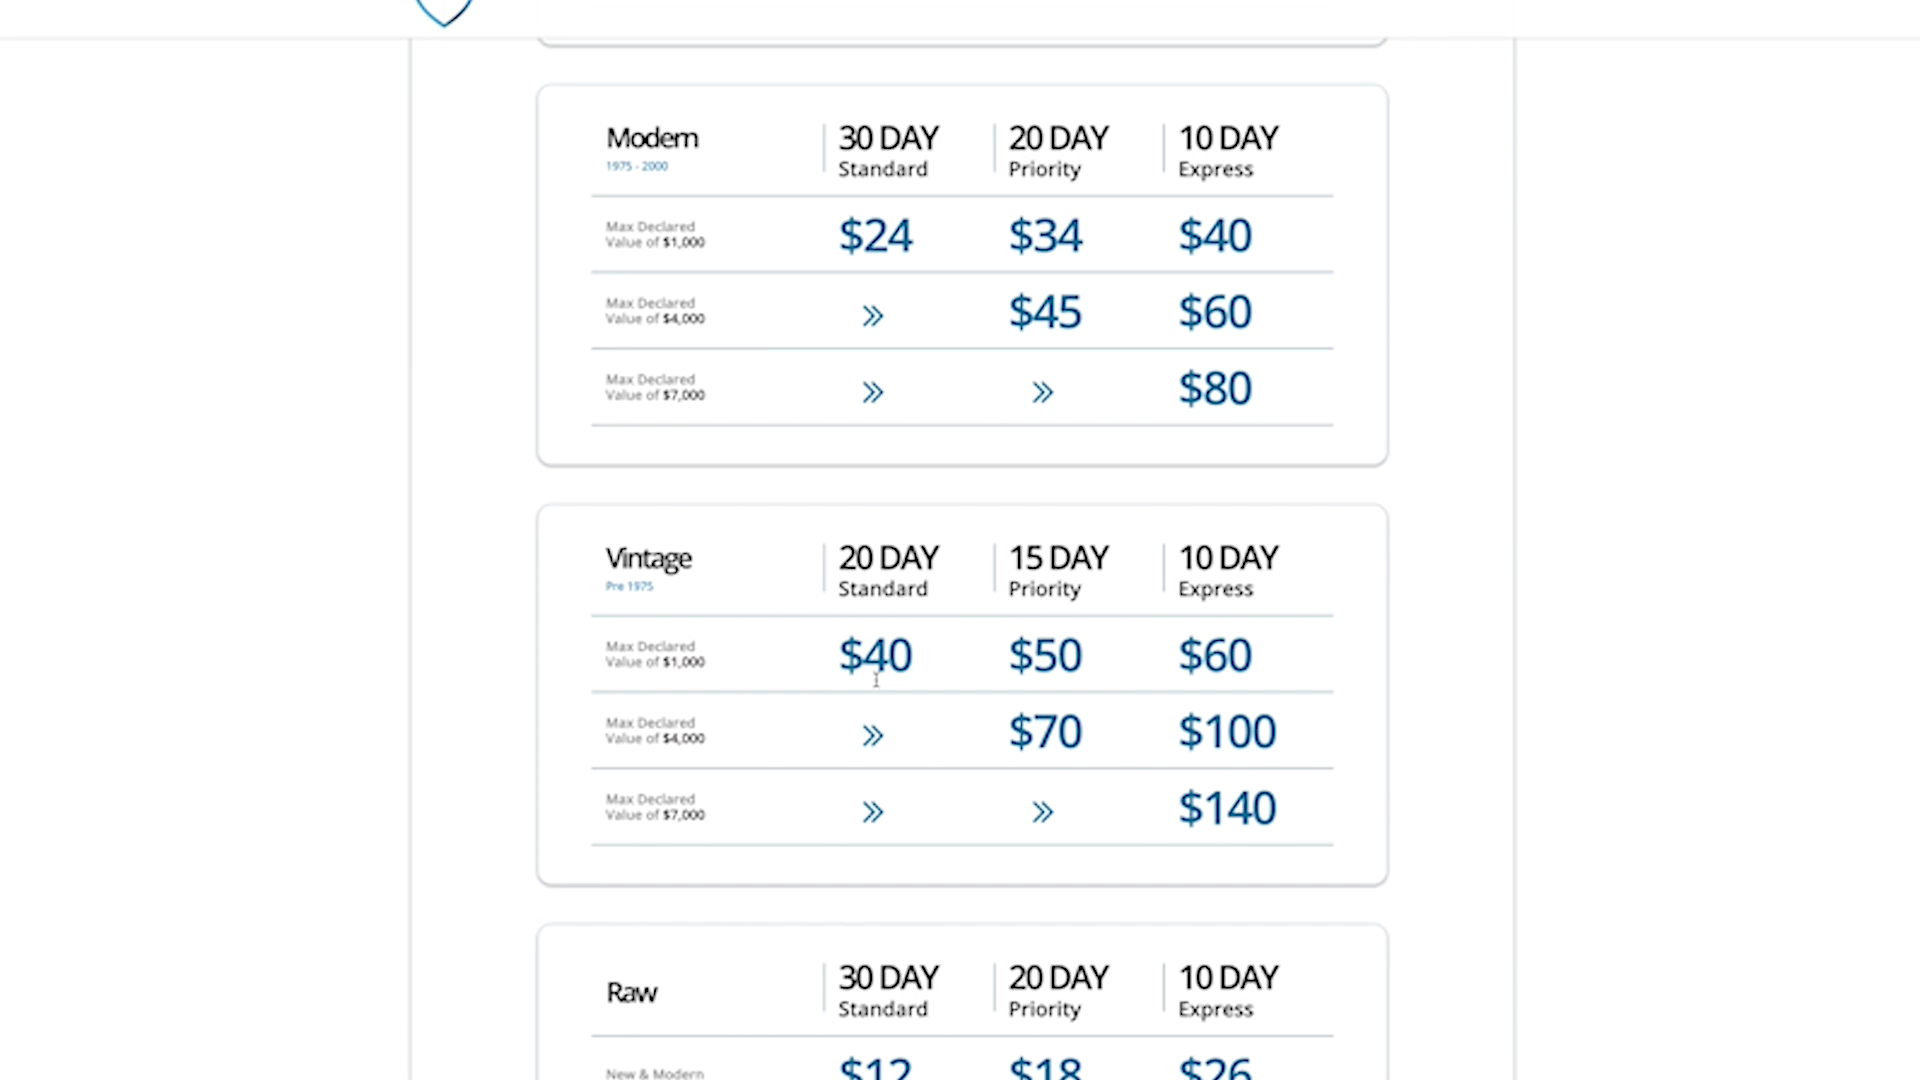 Modern
1975 - 2000
30 DAY
Standard
20 DAY
Priority
10 DAY
Express
Max Declared
Value of $1,000
$24
$34
$40
Max Declared
Value of $4,000
»
$45
$60
Max Declared
Value of $7,000
»
»
$80
Vintage
Pre 1975
20 DAY
Standard
15 DAY
Priority
10 DAY
Express
Max Declared
Value of $1,000
$40
$50
$60
Max Declared
Value of $4,000
»
$70
$100
Max Declared
Value of $7,000
»
»
$140
Raw
30 DAY
Standard
20 DAY
Priority
10 DAY
Express
New & Modern
$12
$18
$26